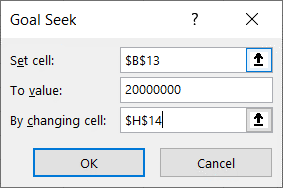 Goal Seek ? ×
Set cell: $B$13
To value: 20000000
By changing cell: $H$14
OK Cancel